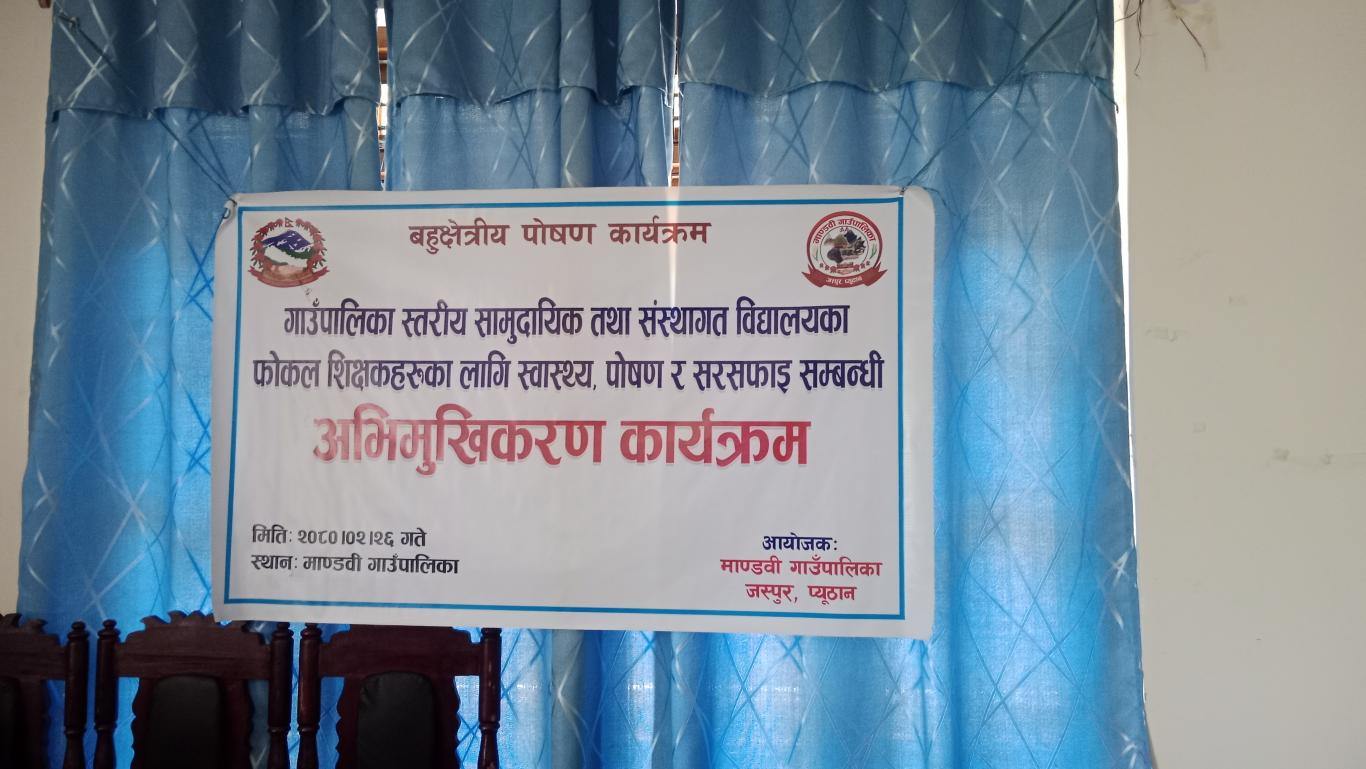 बहुक्षेत्रीय पोषण कार्यक्रम
माण्डवी गाउँपालिका
गाउँपालिका स्तरीय सामुदायिक तथा संस्थागत विद्यालयका
फोकल शिक्षकहरुका लागि स्वास्थ्य, पोषण र सरसफाइ सम्बन्धी
अभिमुखिकरण कार्यक्रम
मितिः २०८०।०२।२६ गते
स्थानः माण्डवी गाउँपालिका
आयोजकः
माण्डवी गाउँपालिका
जस्पुर, प्यूठान